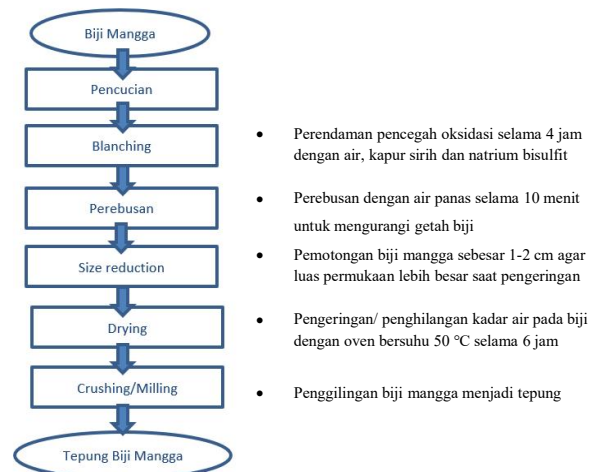 Biji Mangga
Pencucian
Blanching
Perebusan
Size reduction
Drying
Crushing/Milling
Tepung Biji Mangga
• Perendaman pencegah oksidasi selama 4 jam
dengan air, kapur sirih dan natrium bisulfit
• Perebusan dengan air panas selama 10 menit
untuk mengurangi getah biji
• Pemotongan biji mangga sebesar 1-2 cm agar
luas permukaan lebih besar saat pengeringan
• Pengeringan/ penghilangan kadar air pada biji
dengan oven bersuhu 50 °C selama 6 jam
• Penggilingan biji mangga menjadi tepung